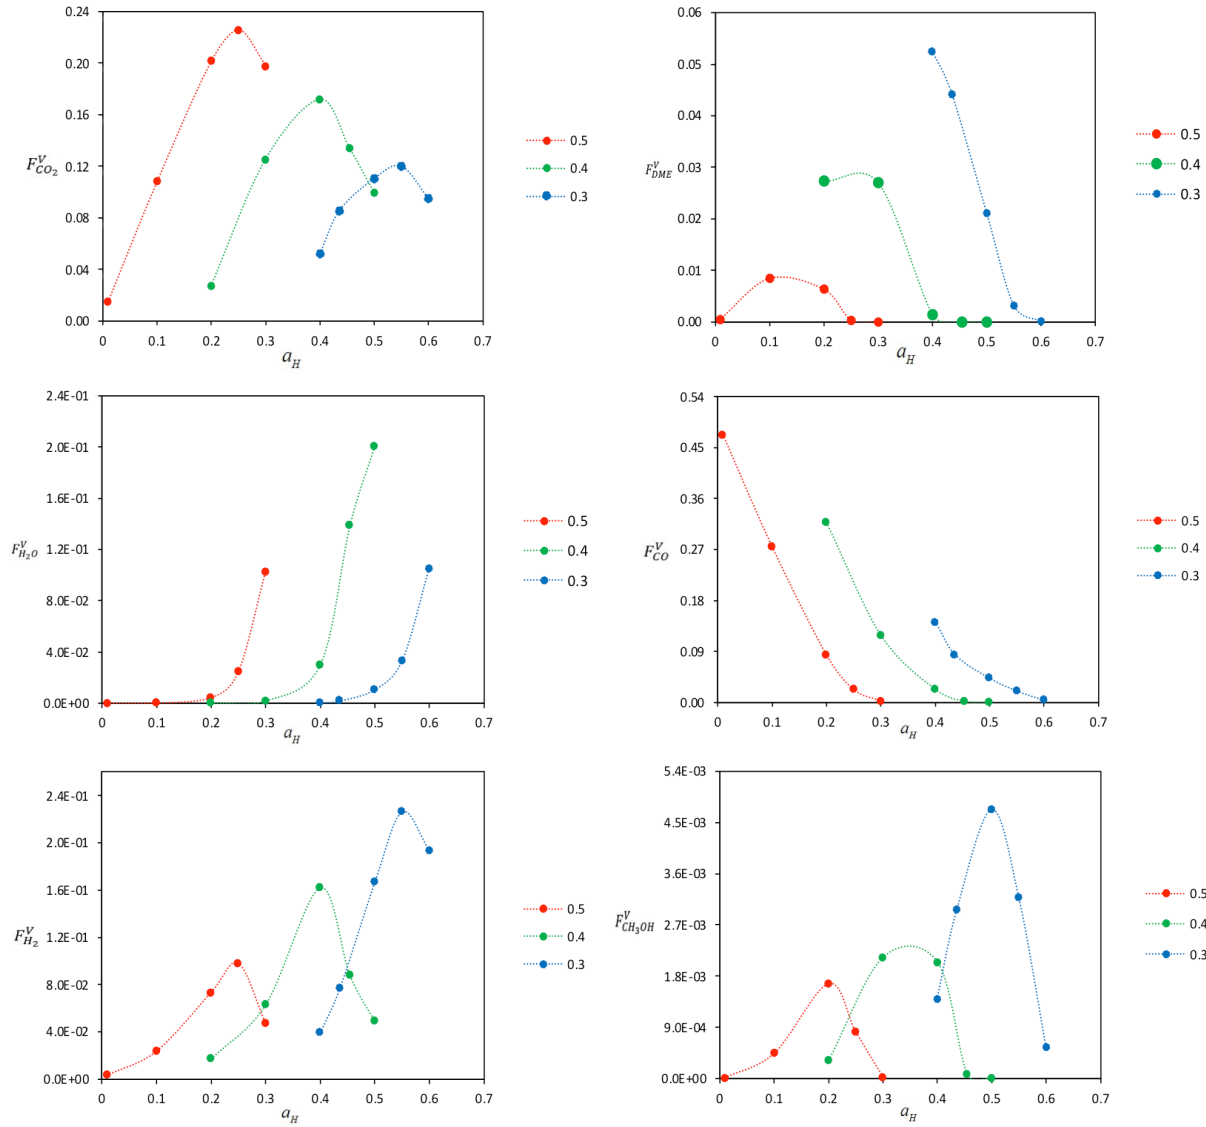 0.24
0.20
0.16
0.12
0.08
0.04
0.00
F^V_{CO_2}
0 0.1 0.2 0.3 0.4 0.5 0.6 0.7
a_H
0.5
0.4
0.3
0.06
0.05
0.04
0.03
0.02
0.01
0.00
F^V_{DME}
0 0.1 0.2 0.3 0.4 0.5 0.6 0.7
a_H
0.5
0.4
0.3
2.4E-01
2.0E-01
1.6E-01
1.2E-01
8.0E-02
4.0E-02
0.0E+00
F^V_{H_2O}
0 0.1 0.2 0.3 0.4 0.5 0.6 0.7
a_H
0.5
0.4
0.3
0.54
0.45
0.36
0.27
0.18
0.09
0.00
F^V_{CO}
0 0.1 0.2 0.3 0.4 0.5 0.6 0.7
a_H
0.5
0.4
0.3
2.4E-01
2.0E-01
1.6E-01
1.2E-01
8.0E-02
4.0E-02
0.0E+00
F^V_{H_2}
0 0.1 0.2 0.3 0.4 0.5 0.6 0.7
a_H
0.5
0.4
0.3
5.4E-03
4.5E-03
3.6E-03
2.7E-03
1.8E-03
9.0E-04
0.0E+00
F^V_{CH_3OH}
0 0.1 0.2 0.3 0.4 0.5 0.6 0.7
a_H
0.5
0.4
0.3